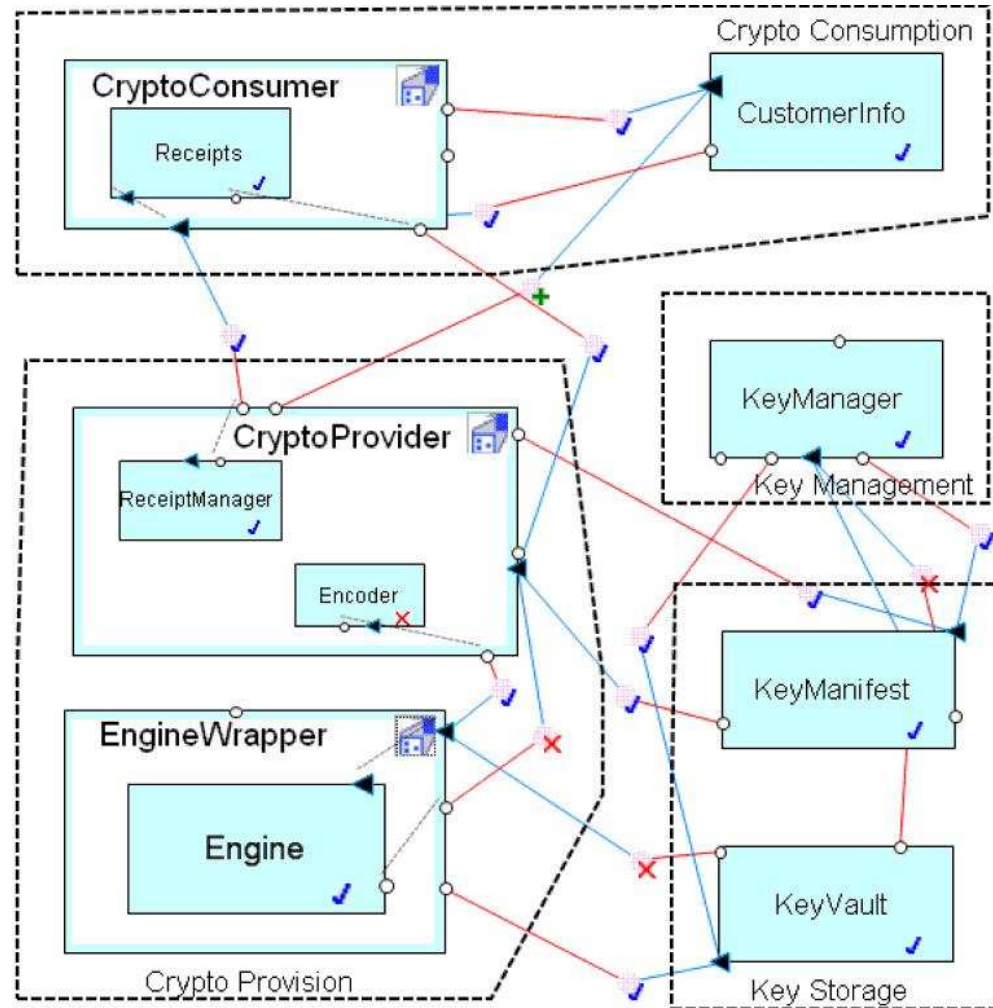 Crypto Consumption
CryptoConsumer
CustomerInfo
Receipts
KeyManager
Key Management
CryptoProvider
ReceiptManager
Encoder
KeyManifest
EngineWrapper
Engine
KeyVault
Crypto Provision
Key Storage